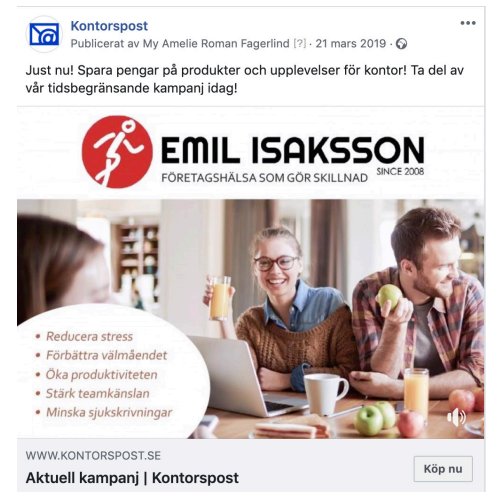 Kontorspost
Publicerat av My Amelie Roman Fagerlind [?] · 21 mars 2019 ·
Just nu! Spara pengar på produkter och upplevelser för kontor! Ta del av
vår tidsbegränsande kampanj idag!
EMIL ISAKSSON
FÖRETAGSHÄLSA SOM GÖR SKILLNAD
SINCE 2008
• Reducera stress
• Förbättra välmåendet
• Öka produktiviteten
• Stärk teamkänslan
• Minska sjukskrivningar
WWW.KONTORSPOST.SE
Aktuell kampanj | Kontorspost
Köp nu